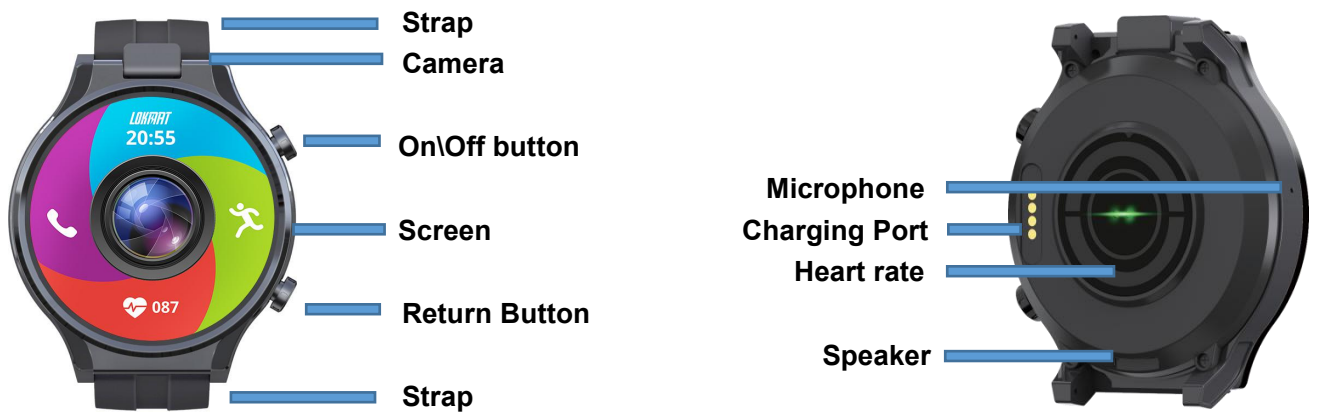 Strap
Camera
LOKMAT
20:55
On\Off button
Screen
087
Return Button
Strap
Microphone
Charging Port
Heart rate
Speaker